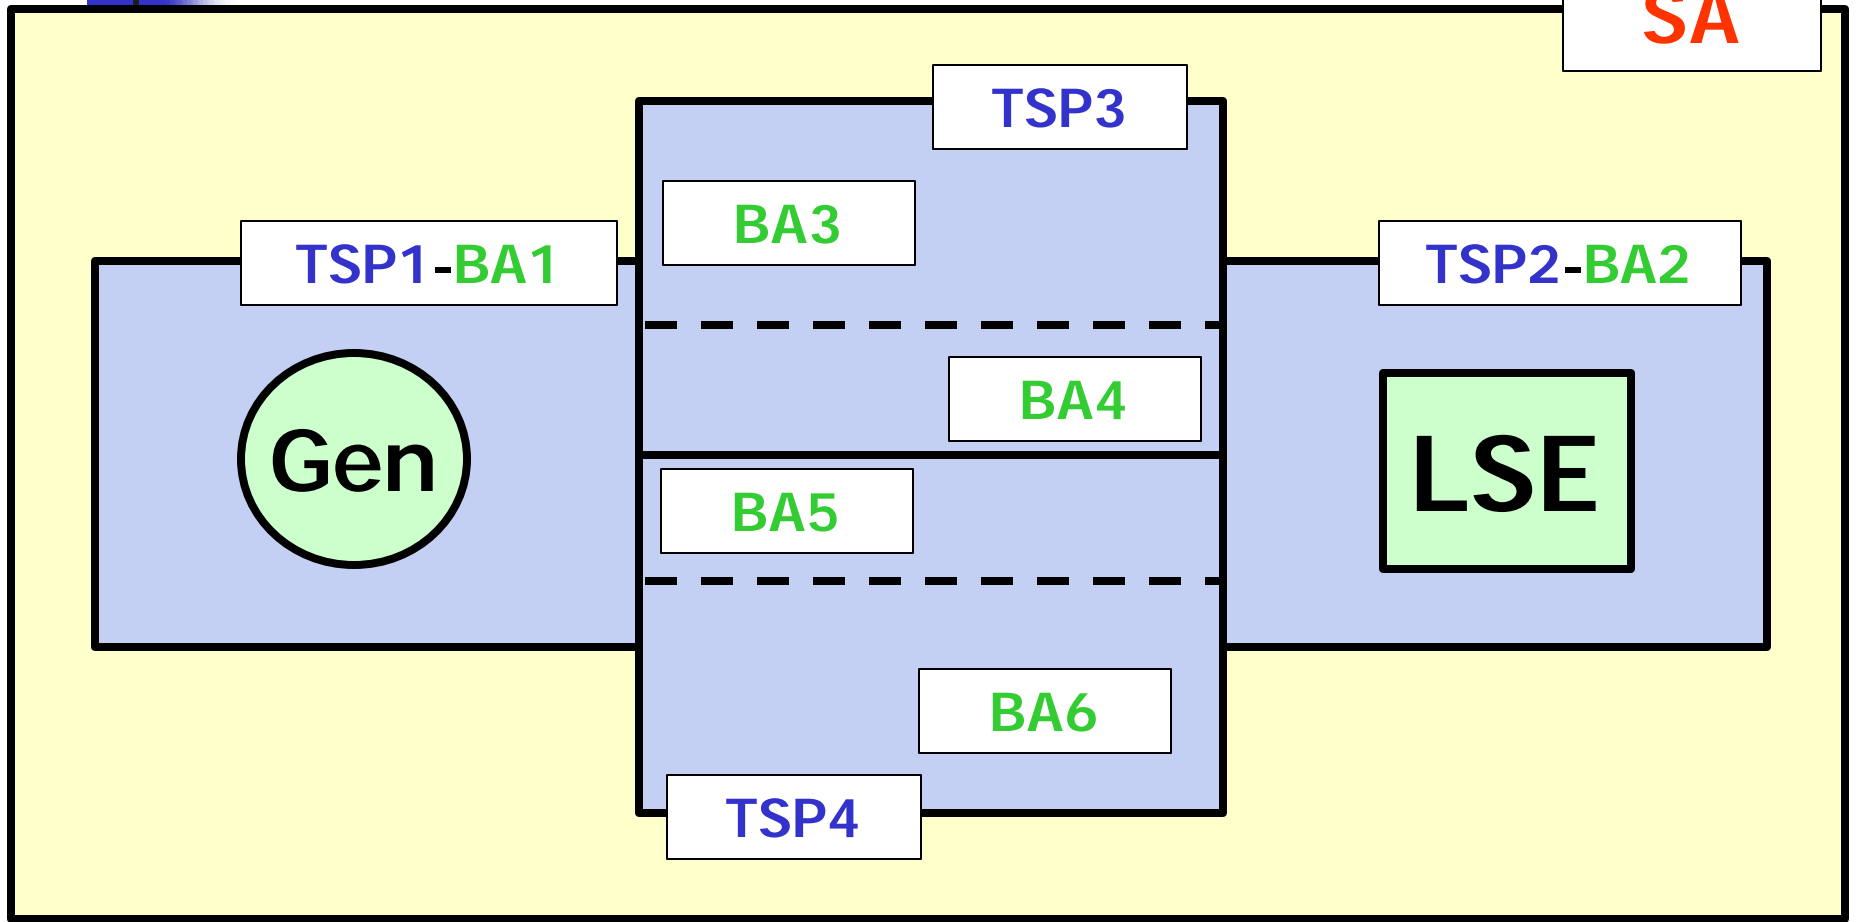 SA
TSP3
BA3
TSP1-BA1
TSP2-BA2
BA4
Gen
LSE
BA5
BA6
TSP4